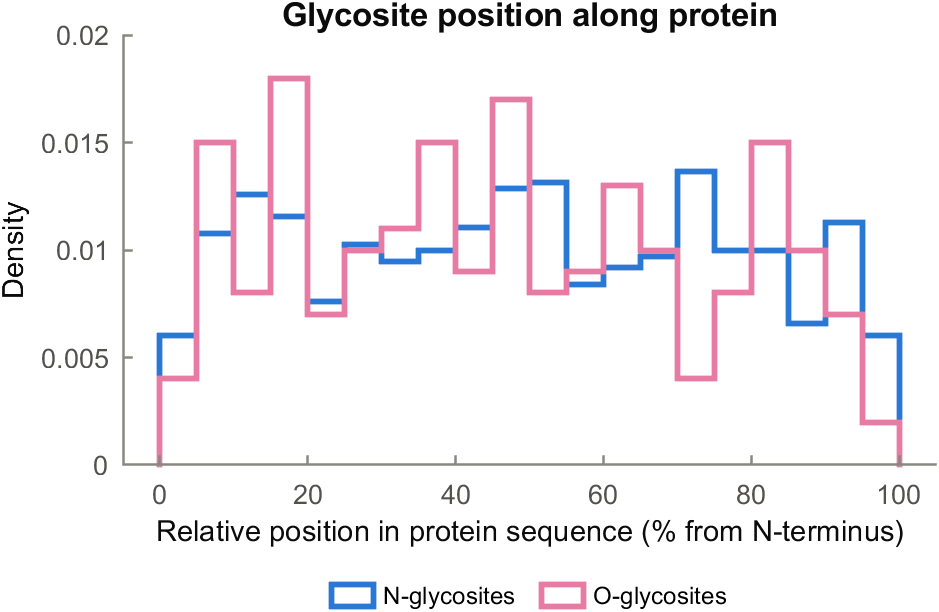 Glycosite position along protein
0.02
0.015
0.01
0.005
0
Density
0 20 40 60 80 100
Relative position in protein sequence (% from N-terminus)
N-glycosites O-glycosites